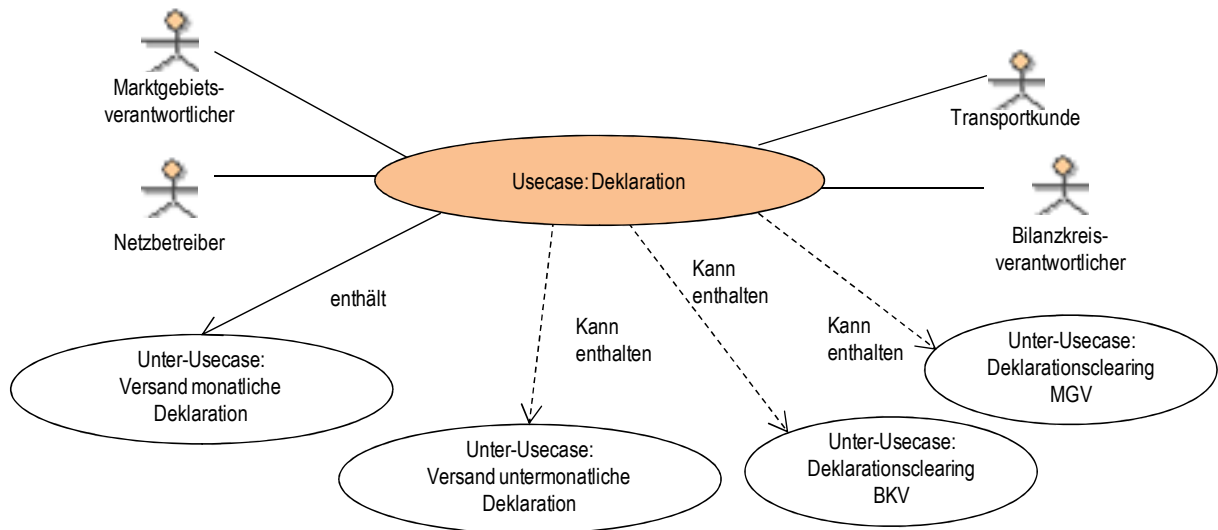 Marktgebiets-
verantwortlicher
Transportkunde
Usecase: Deklaration
Netzbetreiber
Bilanzkreis-
verantwortlicher
enthält
Kann
enthalten
Kann
enthalten
Kann
enthalten
Unter-Usecase:
Versand monatliche
Deklaration
Unter-Usecase:
Versand untermonatliche
Deklaration
Unter-Usecase:
Deklarationsclearing
BKV
Unter-Usecase:
Deklarationsclearing
MGV